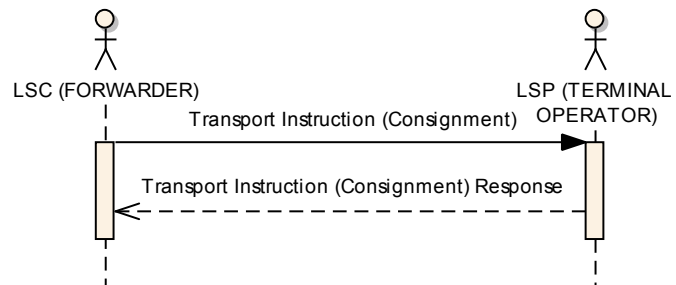 LSC (FORWARDER)
LSP (TERMINAL
OPERATOR)
Transport Instruction (Consignment)
Transport Instruction (Consignment) Response